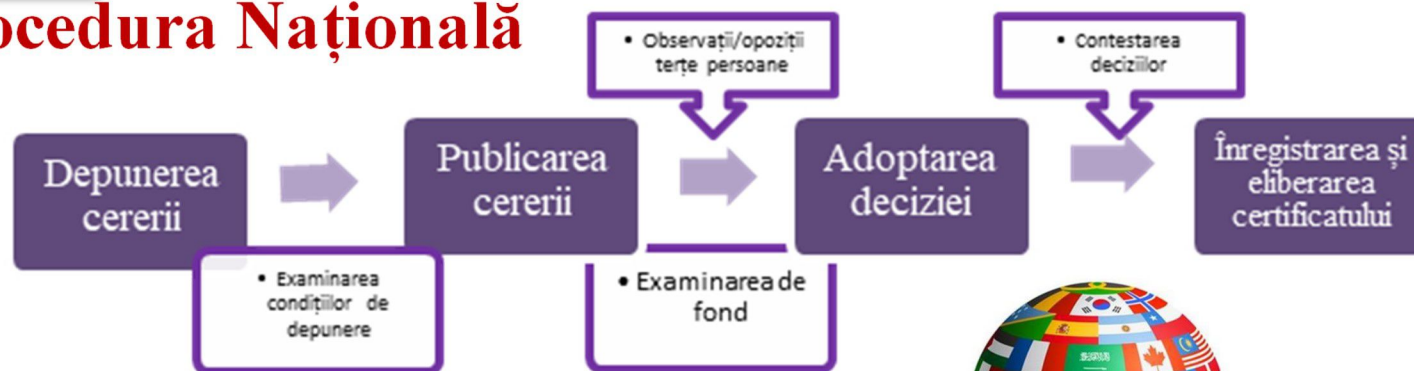 ocedura Națională
• Observații/opoziții
terțe persoane
• Contestarea
deciziilor
Depunerea
cererii
Publicarea
cererii
Adoptarea
deciziei
Înregistrarea și
eliberarea
certificatului
• Examinarea
condițiilor de
depunere
• Examinarea de
fond